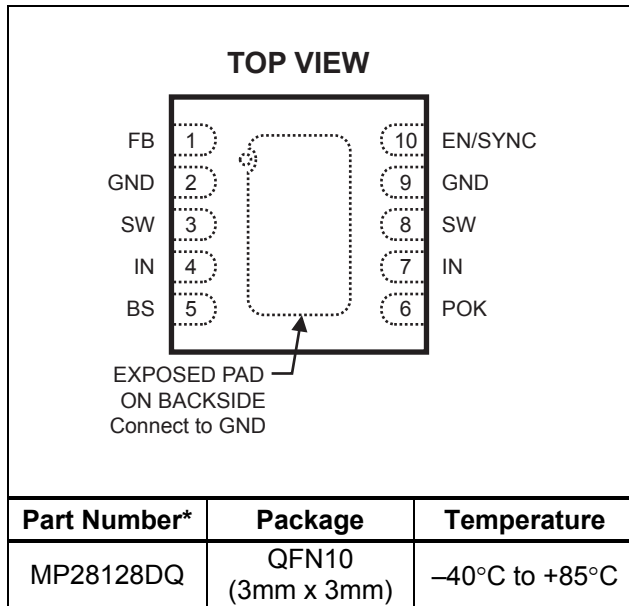 TOP VIEW
FB 1 10 EN/SYNC
GND 2 9 GND
SW 3 8 SW
IN 4 7 IN
BS 5 6 POK
EXPOSED PAD
ON BACKSIDE
Connect to GND
Part Number* Package Temperature
MP28128DQ QFN10 (3mm x 3mm) –40°C to +85°C